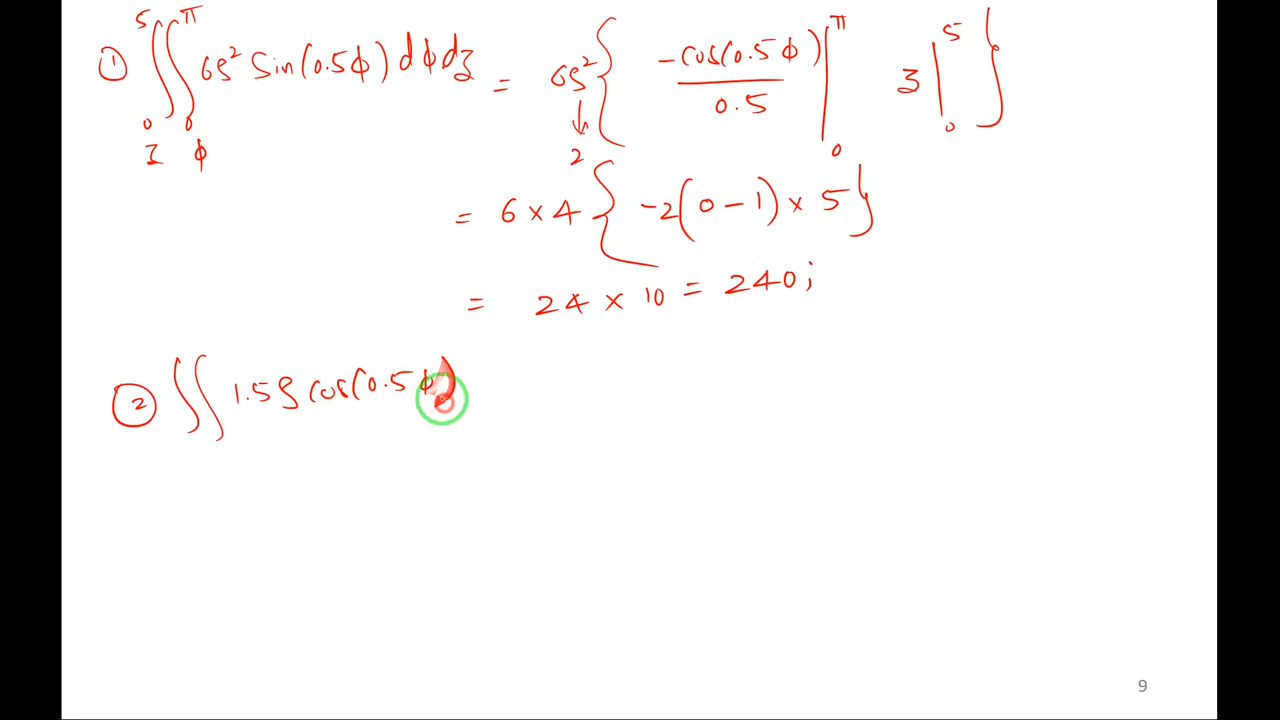 ① ∫₀⁵ ∫₀^π 6ρ² Sin(0.5φ) dφ dz = 6ρ² { -cos(0.5φ)/0.5 |₀^π z |₀⁵ }
z φ ↓ 2
= 6 × 4 { -2(0 - 1) × 5 }
= 24 × 10 = 240;
② ∫∫ 1.5ρ cos(0.5φ)
9